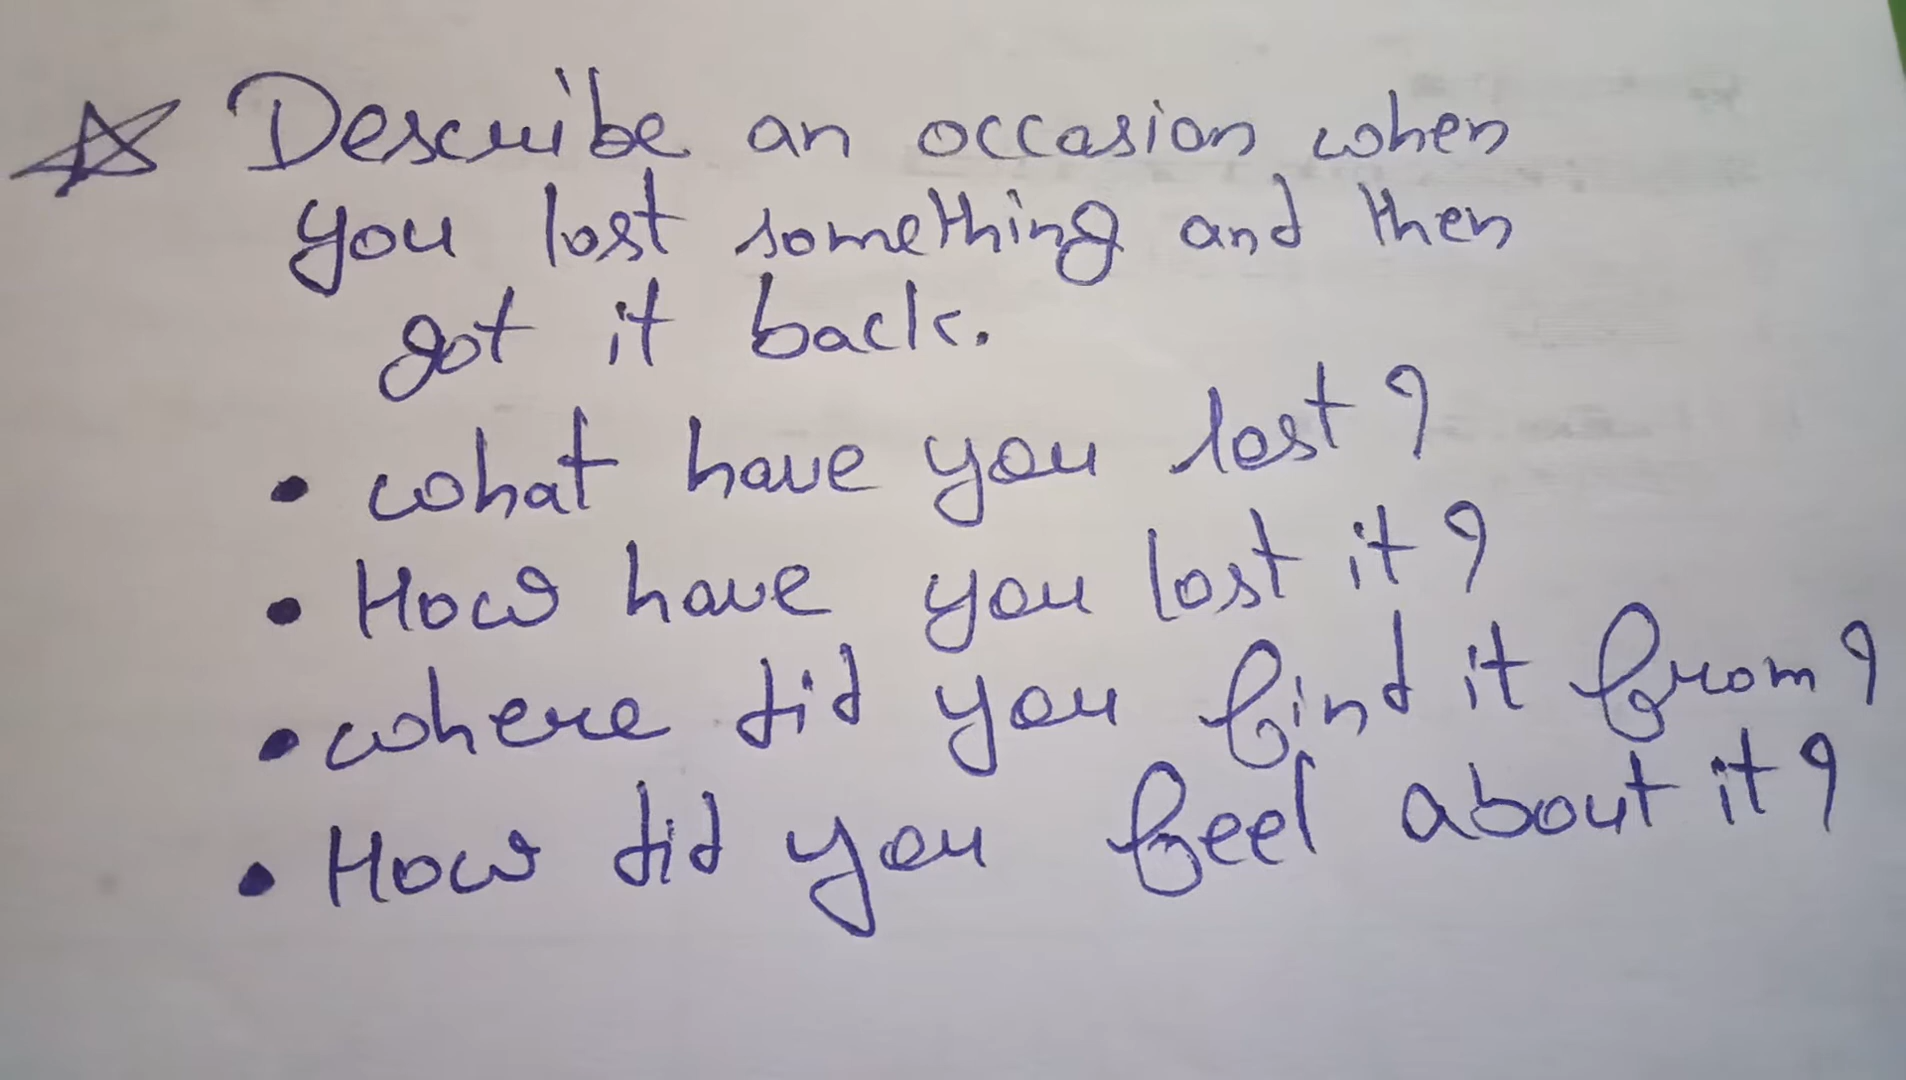 Describe an occasion when
you lost something and then
got it back.
• what have you lost?
• How have you lost it?
• where did you find it from?
• How did you feel about it?